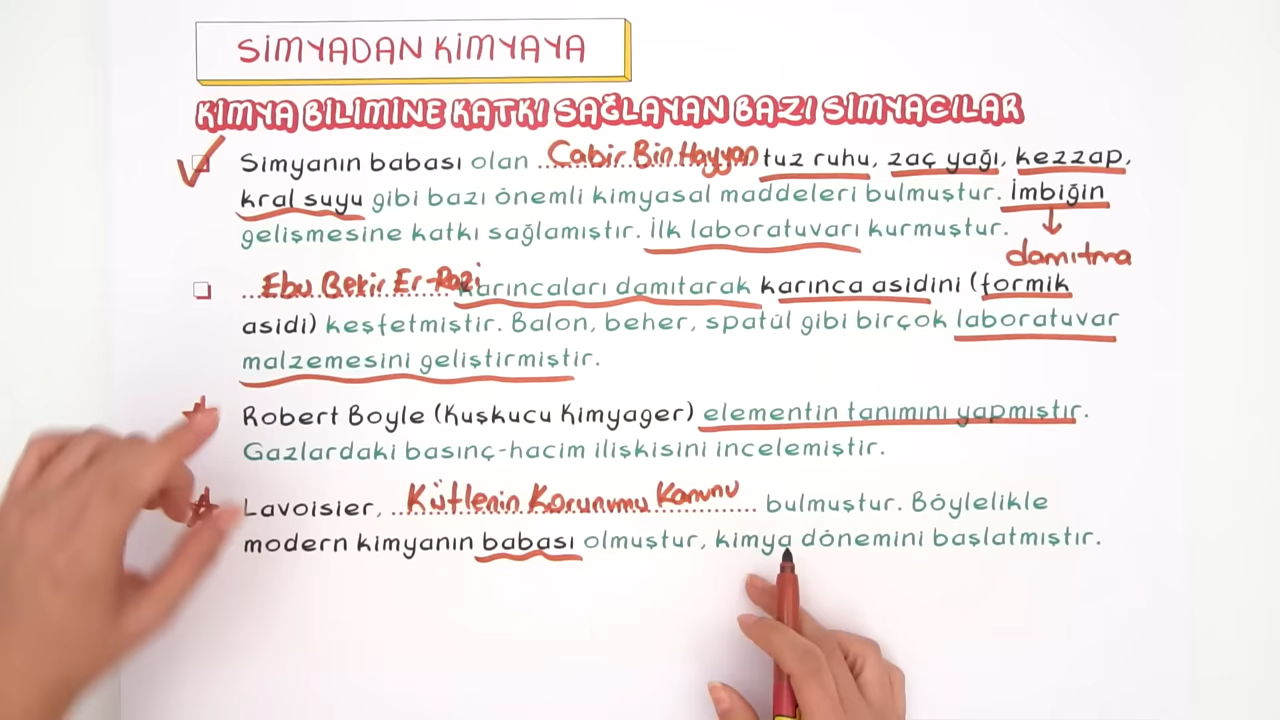 SİMYADAN KİMYAYA
KİMYA BİLİMİNE KATKI SAĞLAYAN BAZI SİMYACILAR
Simyanın babası olan Cabir Bin Hayyan tuz ruhu, zaç yağı, kezzap,
kral suyu gibi bazı önemli kimyasal maddeleri bulmuştur. İmbiğin
gelişmesine katkı sağlamıştır. İlk laboratuvarı kurmuştur.
damıtma
Ebu Bekir Er-Razi karıncaları damıtarak karınca asidini (formik
asidi) keşfetmiştir. Balon, beher, spatül gibi birçok laboratuvar
malzemesini geliştirmiştir.
Robert Boyle (Kuşkucu Kimyager) elementin tanımını yapmıştır.
Gazlardaki basınç-hacim ilişkisini incelemiştir.
Lavoisier, Kütlenin Korunumu Kanunu bulmuştur. Böylelikle
modern kimyanın babası olmuştur, kimya dönemini başlatmıştır.